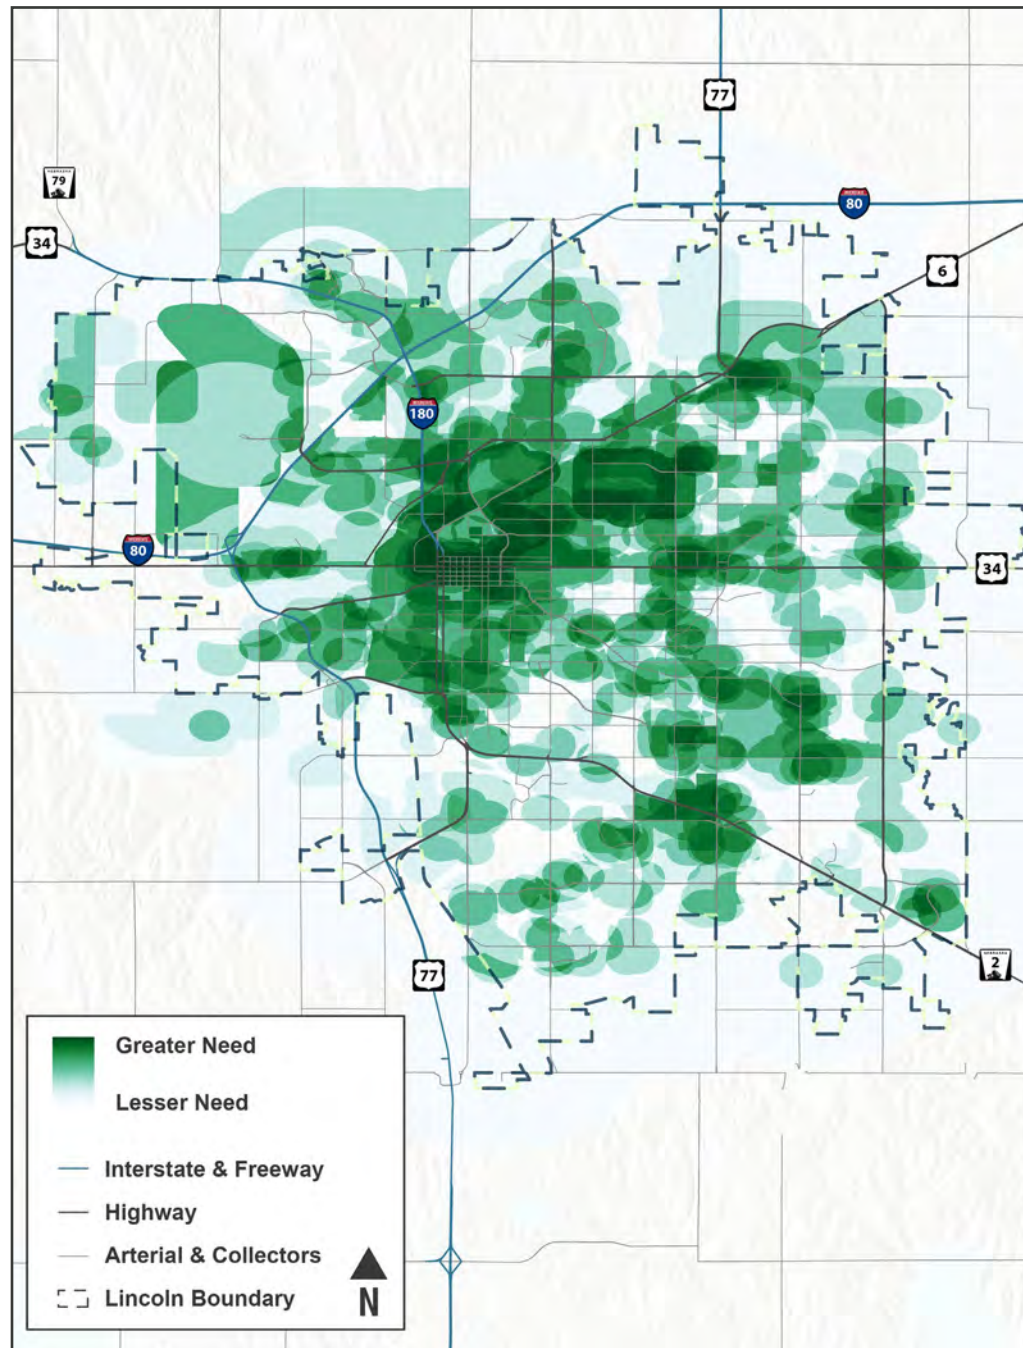 77
NEBRASKA
79
80
34
6
180
80
34
77
2
Greater Need
Lesser Need
Interstate & Freeway
Highway
Arterial & Collectors
Lincoln Boundary
N